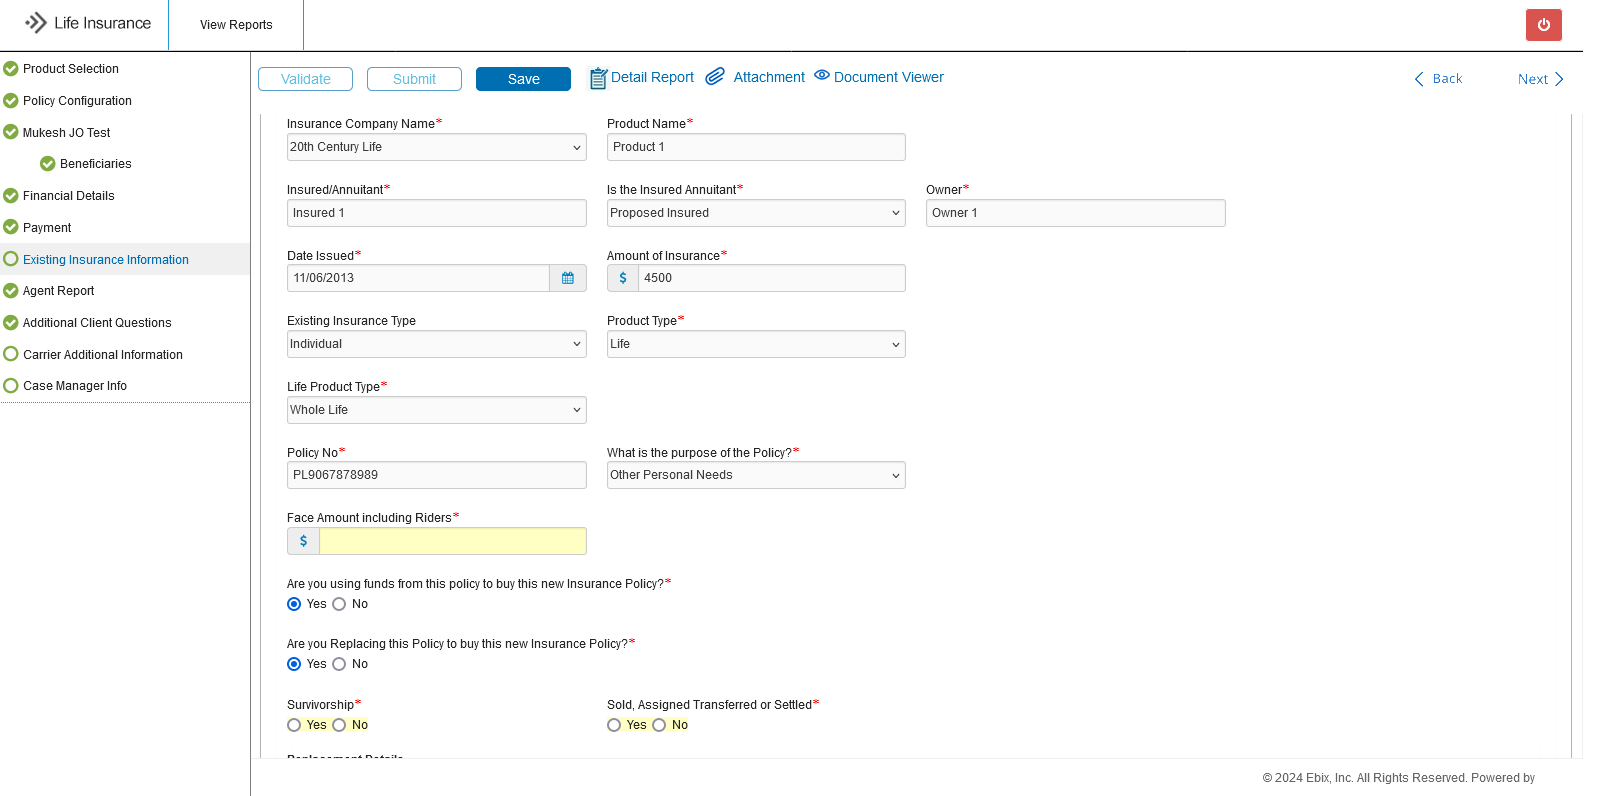 Life Insurance
View Reports
Product Selection
Policy Configuration
Mukesh JO Test
Beneficiaries
Financial Details
Payment
Existing Insurance Information
Agent Report
Additional Client Questions
Carrier Additional Information
Case Manager Info
Validate Submit Save Detail Report Attachment Document Viewer Back Next
Insurance Company Name* Product Name*
20th Century Life Product 1
Insured/Annuitant* Is the Insured Annuitant* Owner*
Insured 1 Proposed Insured Owner 1
Date Issued* Amount of Insurance*
11/06/2013 $ 4500
Existing Insurance Type Product Type*
Individual Life
Life Product Type*
Whole Life
Policy No* What is the purpose of the Policy?*
PL9067878989 Other Personal Needs
Face Amount including Riders*
$
Are you using funds from this policy to buy this new Insurance Policy?*
Yes No
Are you Replacing this Policy to buy this new Insurance Policy?*
Yes No
Survivorship* Sold, Assigned Transferred or Settled*
Yes No Yes No
Replacement Details
© 2024 Ebix, Inc. All Rights Reserved. Powered by